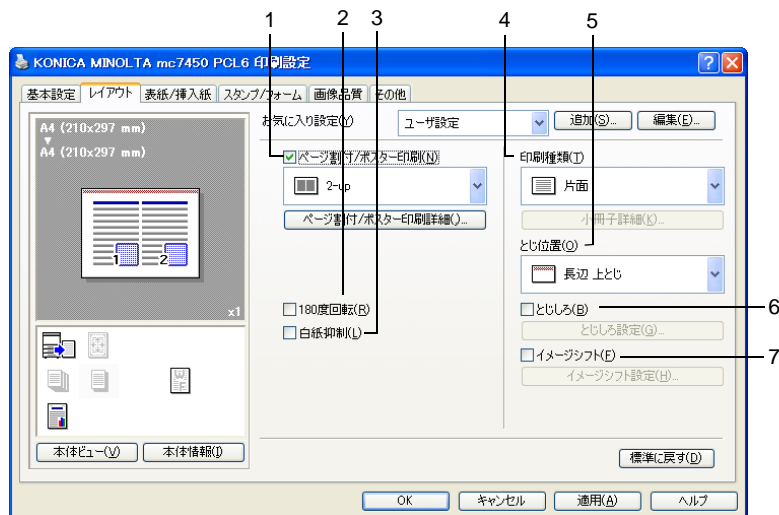 1
2
3
4
5
KONICA MINOLTA mc7450 PCL6 印刷設定
基本設定 レイアウト 表紙/挿入紙 スタンプ/フォーム 画像品質 その他
A4 (210x297 mm)
A4 (210x297 mm)
1 2
x1
本体ビュー(V) 本体情報(I)
お気に入り設定(Y) ユーザ設定 追加(S)... 編集(E)...
ページ割付/ポスター印刷(N)
2-up
ページ割付/ポスター印刷詳細(,)...
180度回転(R)
白紙抑制(L)
印刷種類(T)
片面
小冊子詳細(K)...
とじ位置(O)
長辺 上とじ
とじしろ(B)
6
とじしろ設定(G)...
イメージシフト(F)
7
イメージシフト設定(H)...
標準に戻す(D)
OK キャンセル 適用(A) ヘルプ